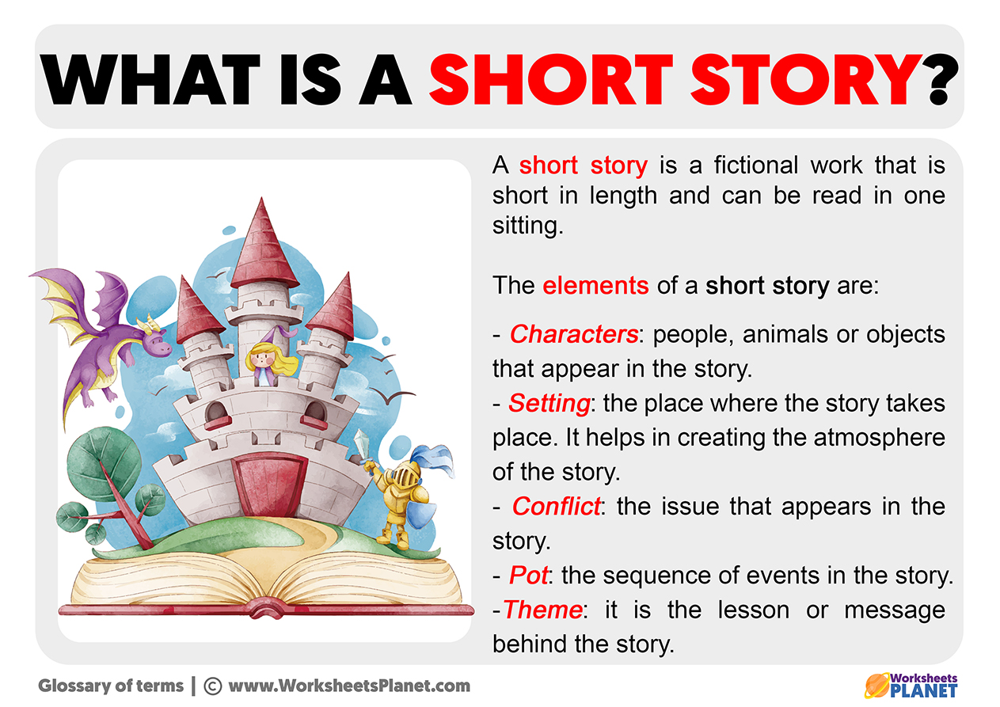 WHAT IS A SHORT STORY?
A short story is a fictional work that is
short in length and can be read in one
sitting.
The elements of a short story are:
- Characters: people, animals or objects
that appear in the story.
- Setting: the place where the story takes
place. It helps in creating the atmosphere
of the story.
- Conflict: the issue that appears in the
story.
- Pot: the sequence of events in the story.
-Theme: it is the lesson or message
behind the story.
Glossary of terms | © www.WorksheetsPlanet.com
Worksheets
PLANET